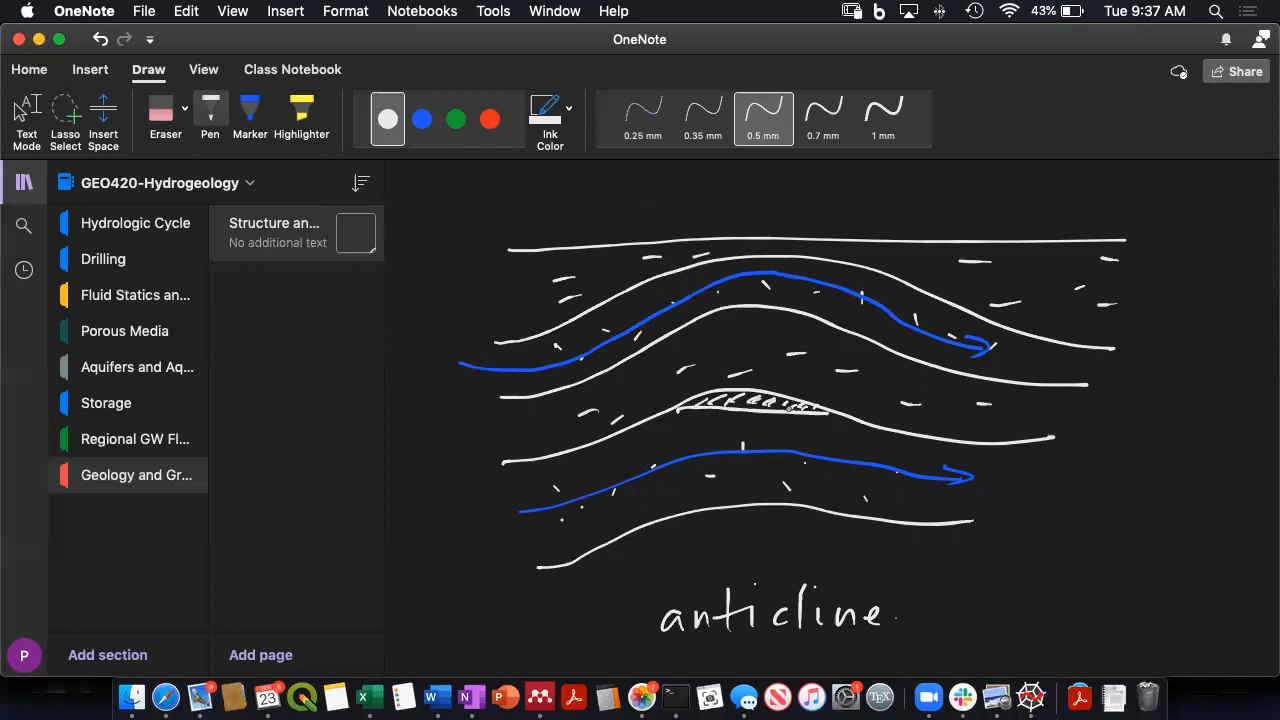 OneNote File Edit View Insert Format Notebooks Tools Window Help 43% Tue 9:37 AM
OneNote
Home Insert Draw View Class Notebook Share
Text Mode Lasso Select Insert Space Eraser Pen Marker Highlighter Ink Color 0.25 mm 0.35 mm 0.5 mm 0.7 mm 1 mm
GEO420-Hydrogeology
Hydrologic Cycle
Drilling
Fluid Statics an...
Porous Media
Aquifers and Aq...
Storage
Regional GW Fl...
Geology and Gr...
Structure an...
No additional text
anticline
P Add section Add page